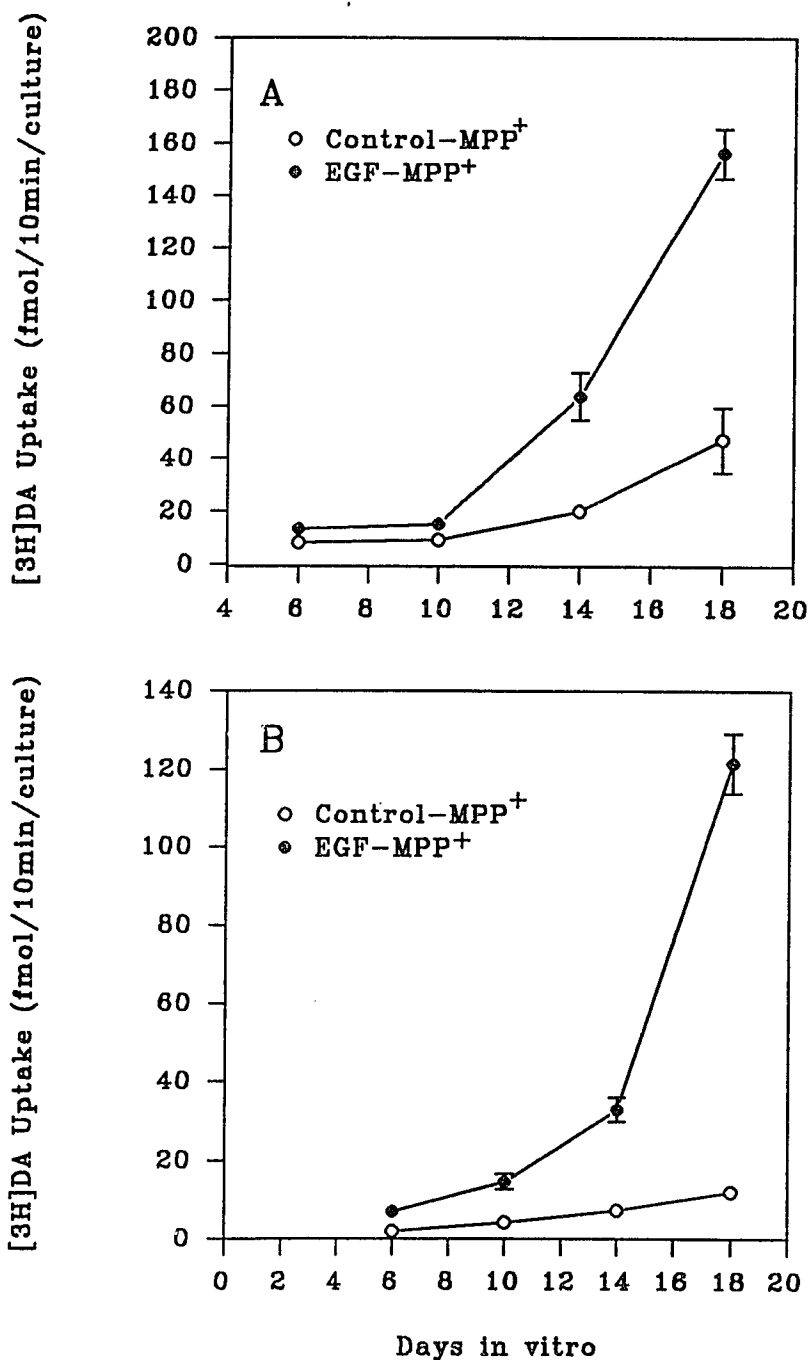 [3H]DA Uptake (fmol/10min/culture)
200
180
160
140
120
100
80
60
40
20
0
A
Control-MPP+
EGF-MPP+
4 6 8 10 12 14 16 18 20
[3H]DA Uptake (fmol/10min/culture)
140
120
100
80
60
40
20
0
B
Control-MPP+
EGF-MPP+
0 2 4 6 8 10 12 14 16 18 20
Days in vitro